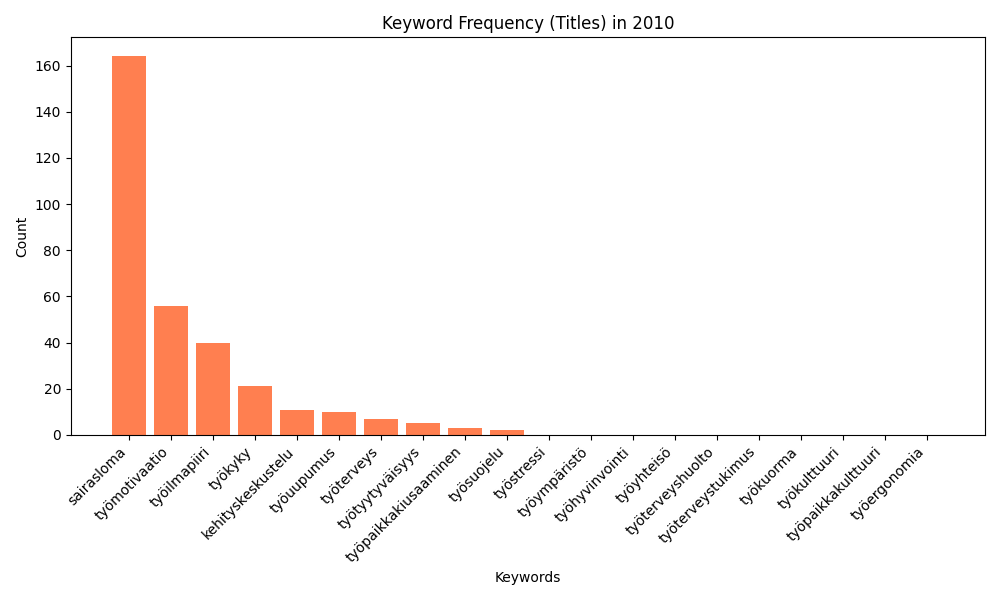 Keyword Frequency (Titles) in 2010
Count
160
140
120
100
80
60
40
20
0
sairasloma
työmotivaatio
työilmapiiri
työkyky
kehityskeskustelu
työuupumus
työterveys
työtyytyväisyys
työpaikkakiusaaminen
työsuojelu
työstressi
työympäristö
työhyvinvointi
työyhteisö
työterveyshuolto
työterveystukimus
työkuorma
työkulttuuri
työpaikkakulttuuri
työergonomia
Keywords